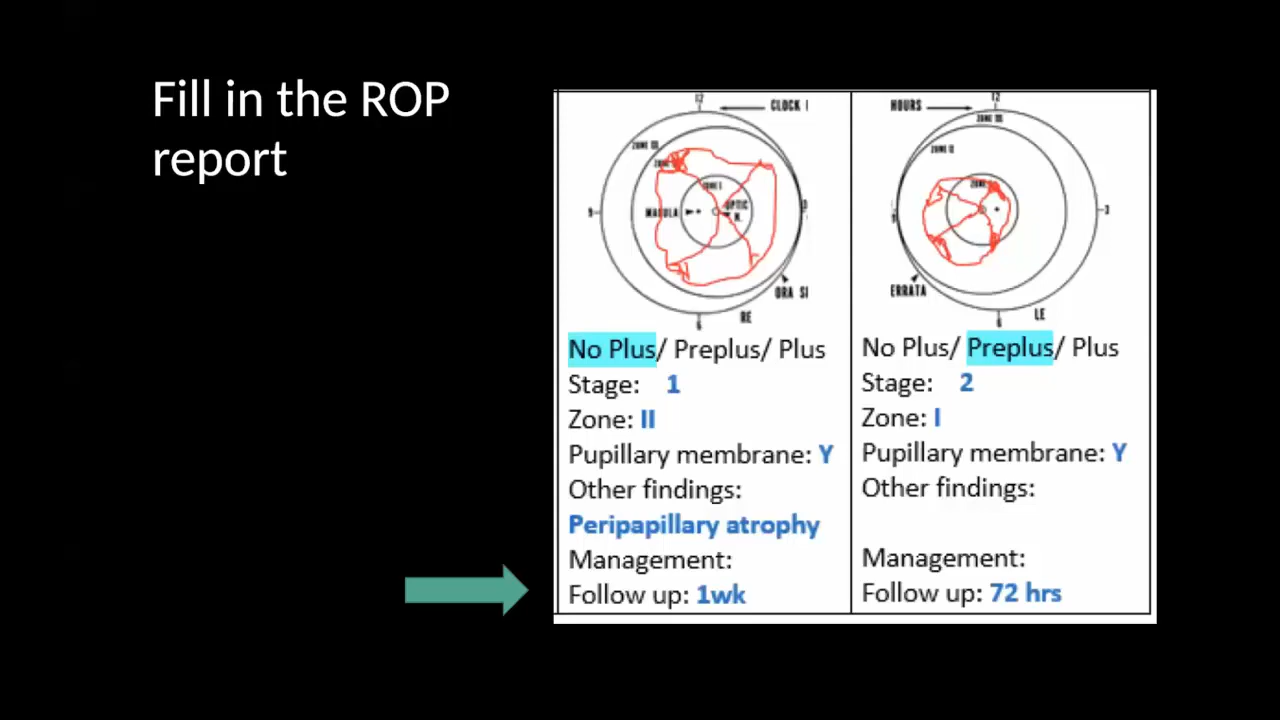 Fill in the ROP
report
12
CLOCK
ZONE III
ZONE I
MACULA
OPTIC
N.
9
3
ORA S
RE
6
No Plus/ Preplus/ Plus
Stage: 1
Zone: II
Pupillary membrane: Y
Other findings:
Peripapillary atrophy
Management:
Follow up: 1wk
HOURS
12
ZONE III
ZONE II
ZONE
3
ERRATA
LE
6
No Plus/ Preplus/ Plus
Stage: 2
Zone: I
Pupillary membrane: Y
Other findings:
Management:
Follow up: 72 hrs